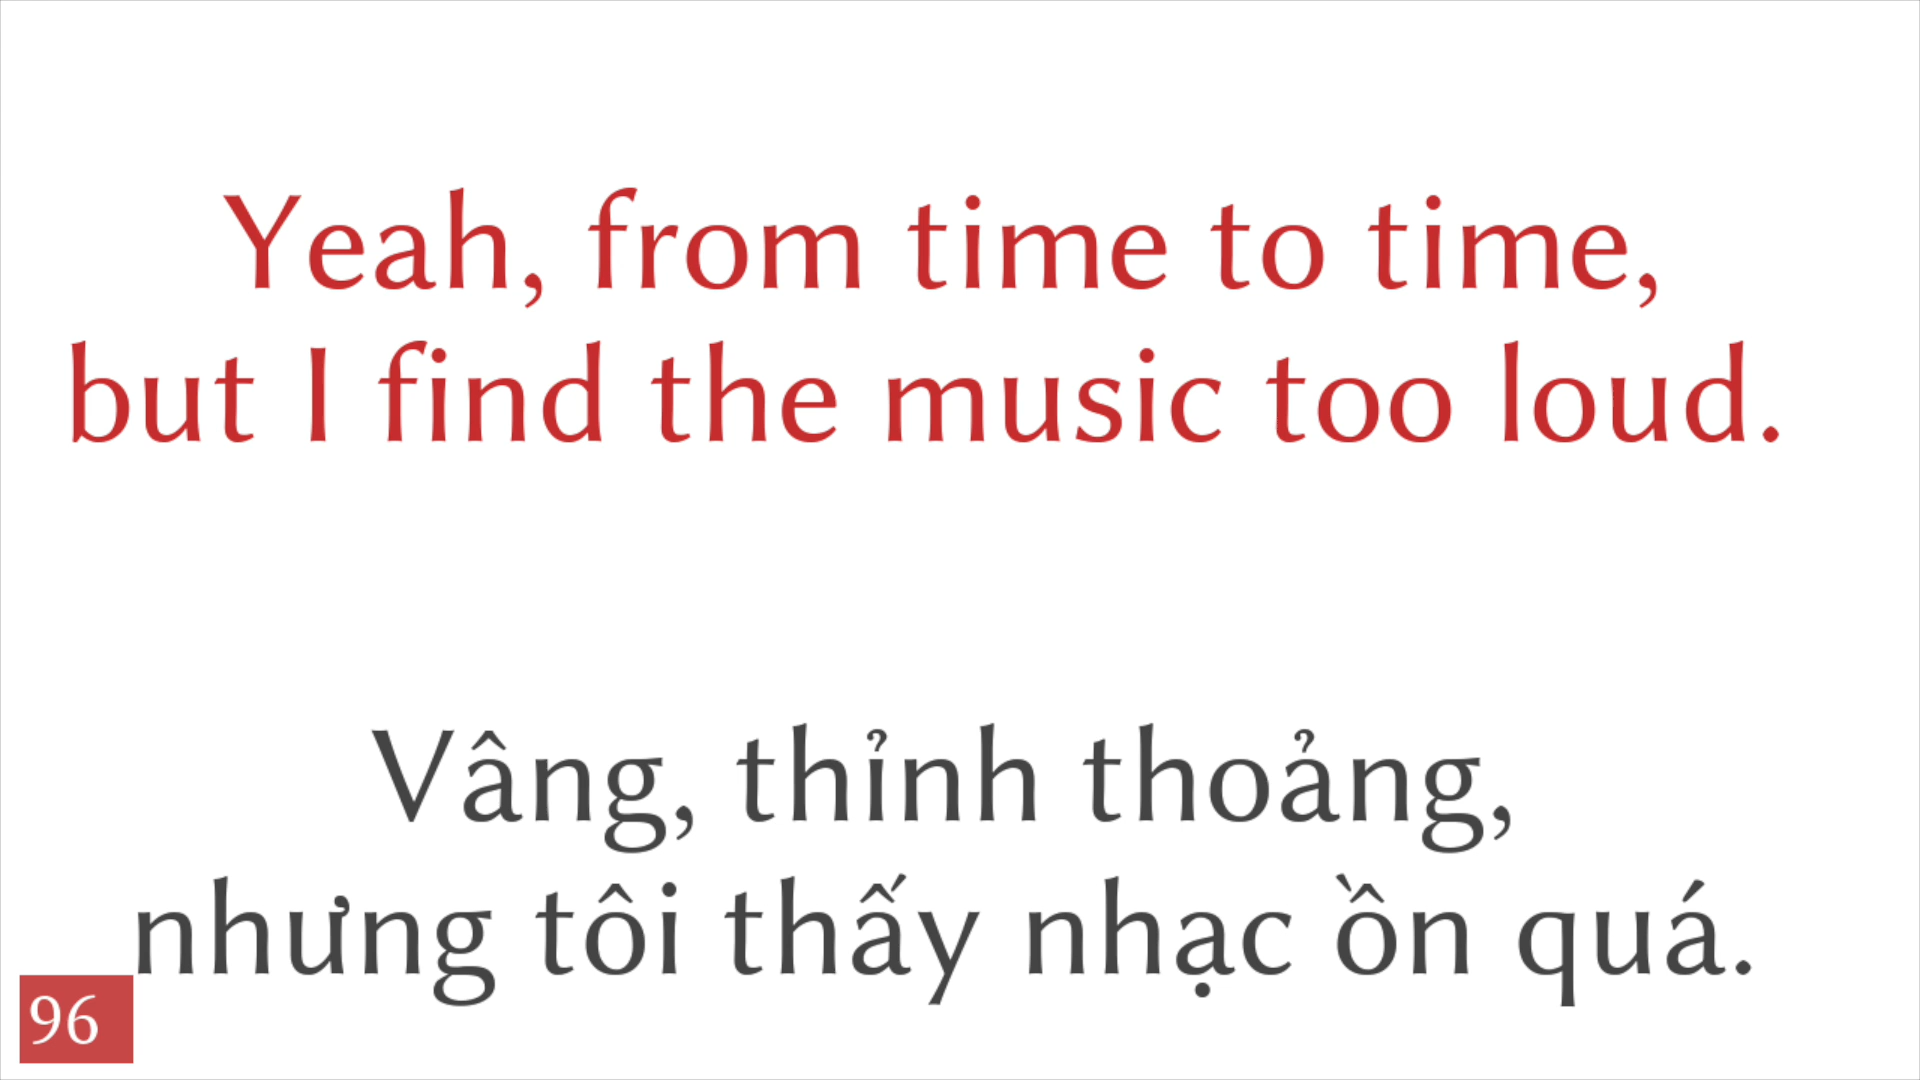 Yeah, from time to time,
but I find the music too loud.
Vâng, thỉnh thoảng,
nhưng tôi thấy nhạc ồn quá.
96